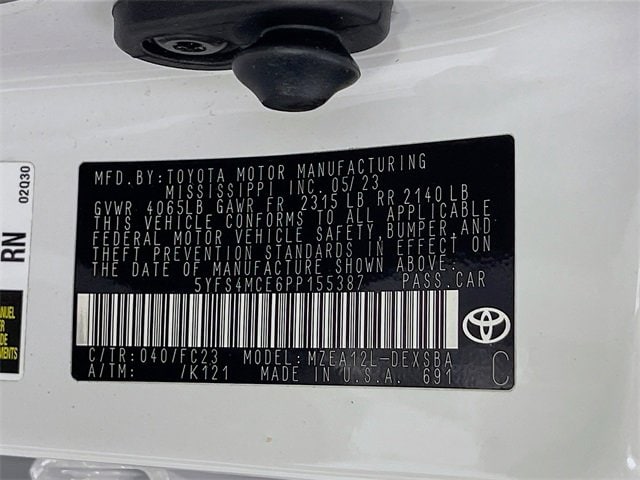 MFD. BY: TOYOTA MOTOR MANUFACTURING
MISSISSIPPI INC. 05/23
GVWR 4065LB GAWR FR 2315 LB RR 2140 LB
THIS VEHICLE CONFORMS TO ALL APPLICABLE
FEDERAL MOTOR VEHICLE SAFETY, BUMPER, AND
THEFT PREVENTION STANDARDS IN EFFECT ON
THE DATE OF MANUFACTURE SHOWN ABOVE.
5YFS4MCE6PP155387 PASS. CAR
C/TR: 040/FC23 MODEL: MZEA12L-DEXSBA
A/TM: /K121 MADE IN U.S.A. 691 C
02Q30
RN